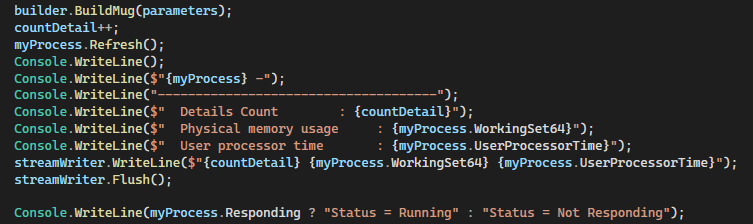 builder.BuildMug(parameters);
countDetail++;
myProcess.Refresh();
Console.WriteLine();
Console.WriteLine($"{myProcess} -");
Console.WriteLine("-------------------------------------");
Console.WriteLine($"  Details Count        : {countDetail}");
Console.WriteLine($"  Physical memory usage     : {myProcess.WorkingSet64}");
Console.WriteLine($"  User processor time       : {myProcess.UserProcessorTime}");
streamWriter.WriteLine($"{countDetail} {myProcess.WorkingSet64} {myProcess.UserProcessorTime}");
streamWriter.Flush();

Console.WriteLine(myProcess.Responding ? "Status = Running" : "Status = Not Responding");